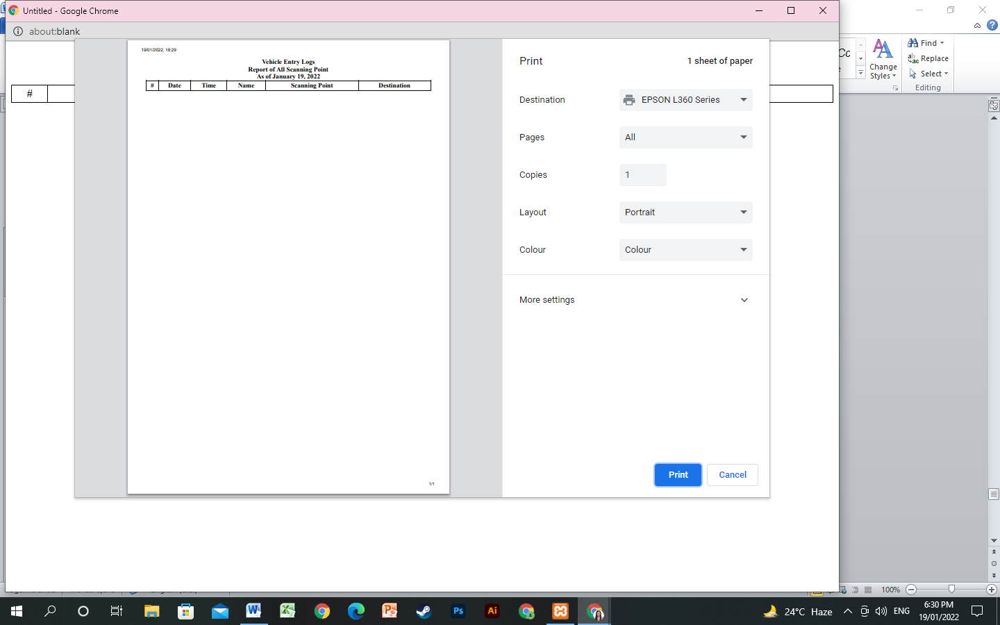 Untitled - Google Chrome
about:blank
19/01/2022, 18:29
Vehicle Entry Logs
Report of All Scanning Point
As of January 19, 2022
# Date Time Name Scanning Point Destination
1/1
#
Print 1 sheet of paper
Destination EPSON L360 Series
Pages All
Copies 1
Layout Portrait
Colour Colour
More settings
Print Cancel
Change
Styles
Find
Replace
Select
Editing
100%
24°C Haze
ENG
6:30 PM
19/01/2022